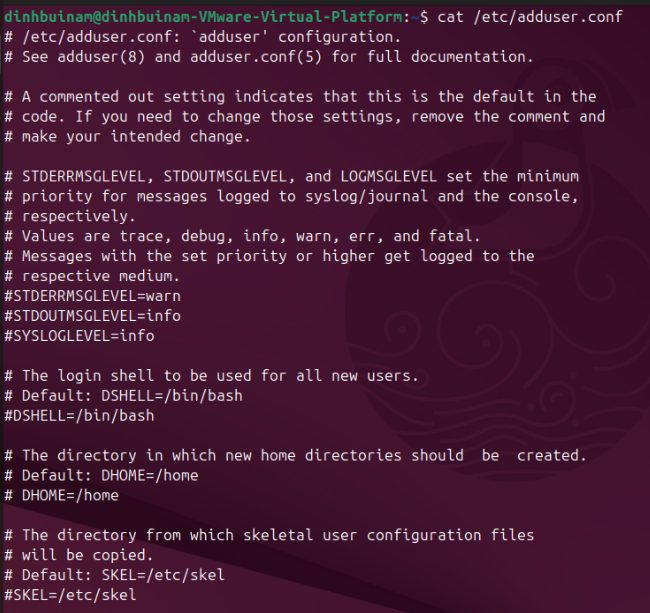 dinhbuinam@dinhbuinam-VMware-Virtual-Platform:~$ cat /etc/adduser.conf
# /etc/adduser.conf: `adduser' configuration.
# See adduser(8) and adduser.conf(5) for full documentation.

# A commented out setting indicates that this is the default in the
# code. If you need to change those settings, remove the comment and
# make your intended change.

# STDERRMSGLEVEL, STDOUTMSGLEVEL, and LOGMSGLEVEL set the minimum
# priority for messages logged to syslog/journal and the console,
# respectively.
# Values are trace, debug, info, warn, err, and fatal.
# Messages with the set priority or higher get logged to the
# respective medium.
#STDERRMSGLEVEL=warn
#STDOUTMSGLEVEL=info
#SYSLOGLEVEL=info

# The login shell to be used for all new users.
# Default: DSHELL=/bin/bash
#DSHELL=/bin/bash

# The directory in which new home directories should  be  created.
# Default: DHOME=/home
# DHOME=/home

# The directory from which skeletal user configuration files
# will be copied.
# Default: SKEL=/etc/skel
#SKEL=/etc/skel